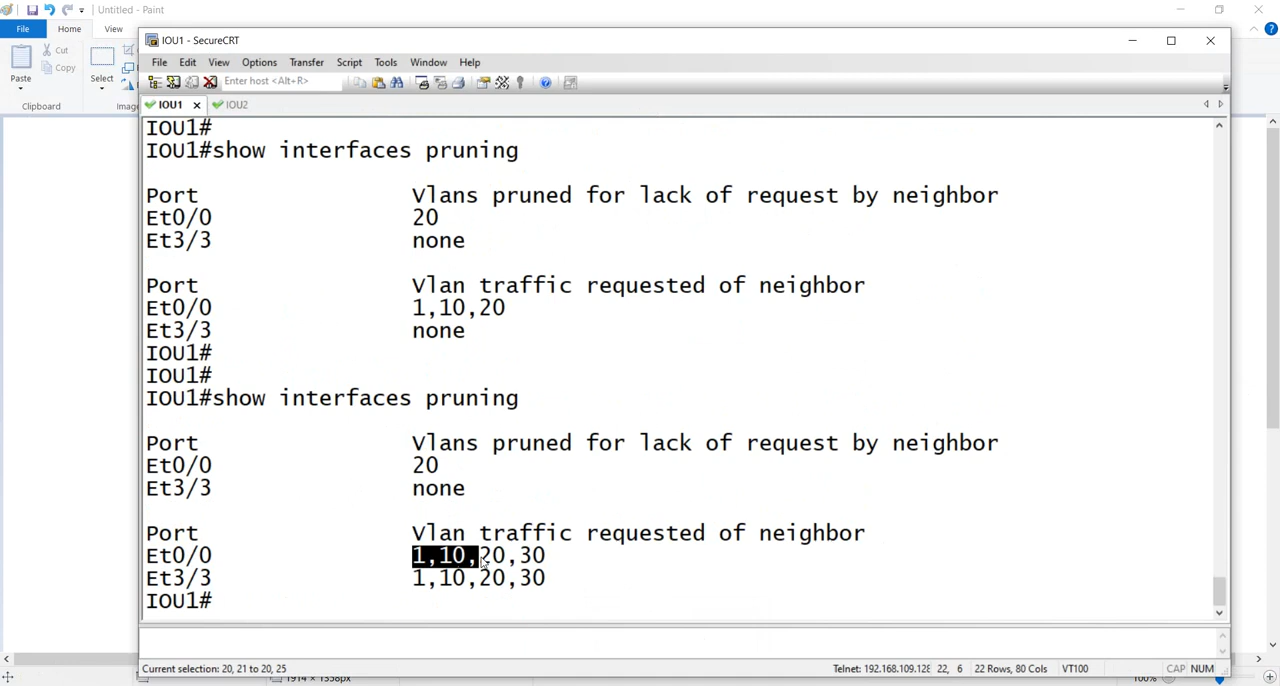 Untitled - Paint
File Home View
Paste
Cut
Copy
Select
Clipboard
IOU1 - SecureCRT
File Edit View Options Transfer Script Tools Window Help
Enter host <Alt+R>
IOU1 IOU2
IOU1#
IOU1#show interfaces pruning
Port Vlans pruned for lack of request by neighbor
Et0/0 20
Et3/3 none
Port Vlan traffic requested of neighbor
Et0/0 1,10,20
Et3/3 none
IOU1#
IOU1#
IOU1#show interfaces pruning
Port Vlans pruned for lack of request by neighbor
Et0/0 20
Et3/3 none
Port Vlan traffic requested of neighbor
Et0/0 1,10,20,30
Et3/3 1,10,20,30
IOU1#
Current selection: 20, 21 to 20, 25
Telnet: 192.168.109.128 22, 6 22 Rows, 80 Cols VT100 CAP NUM